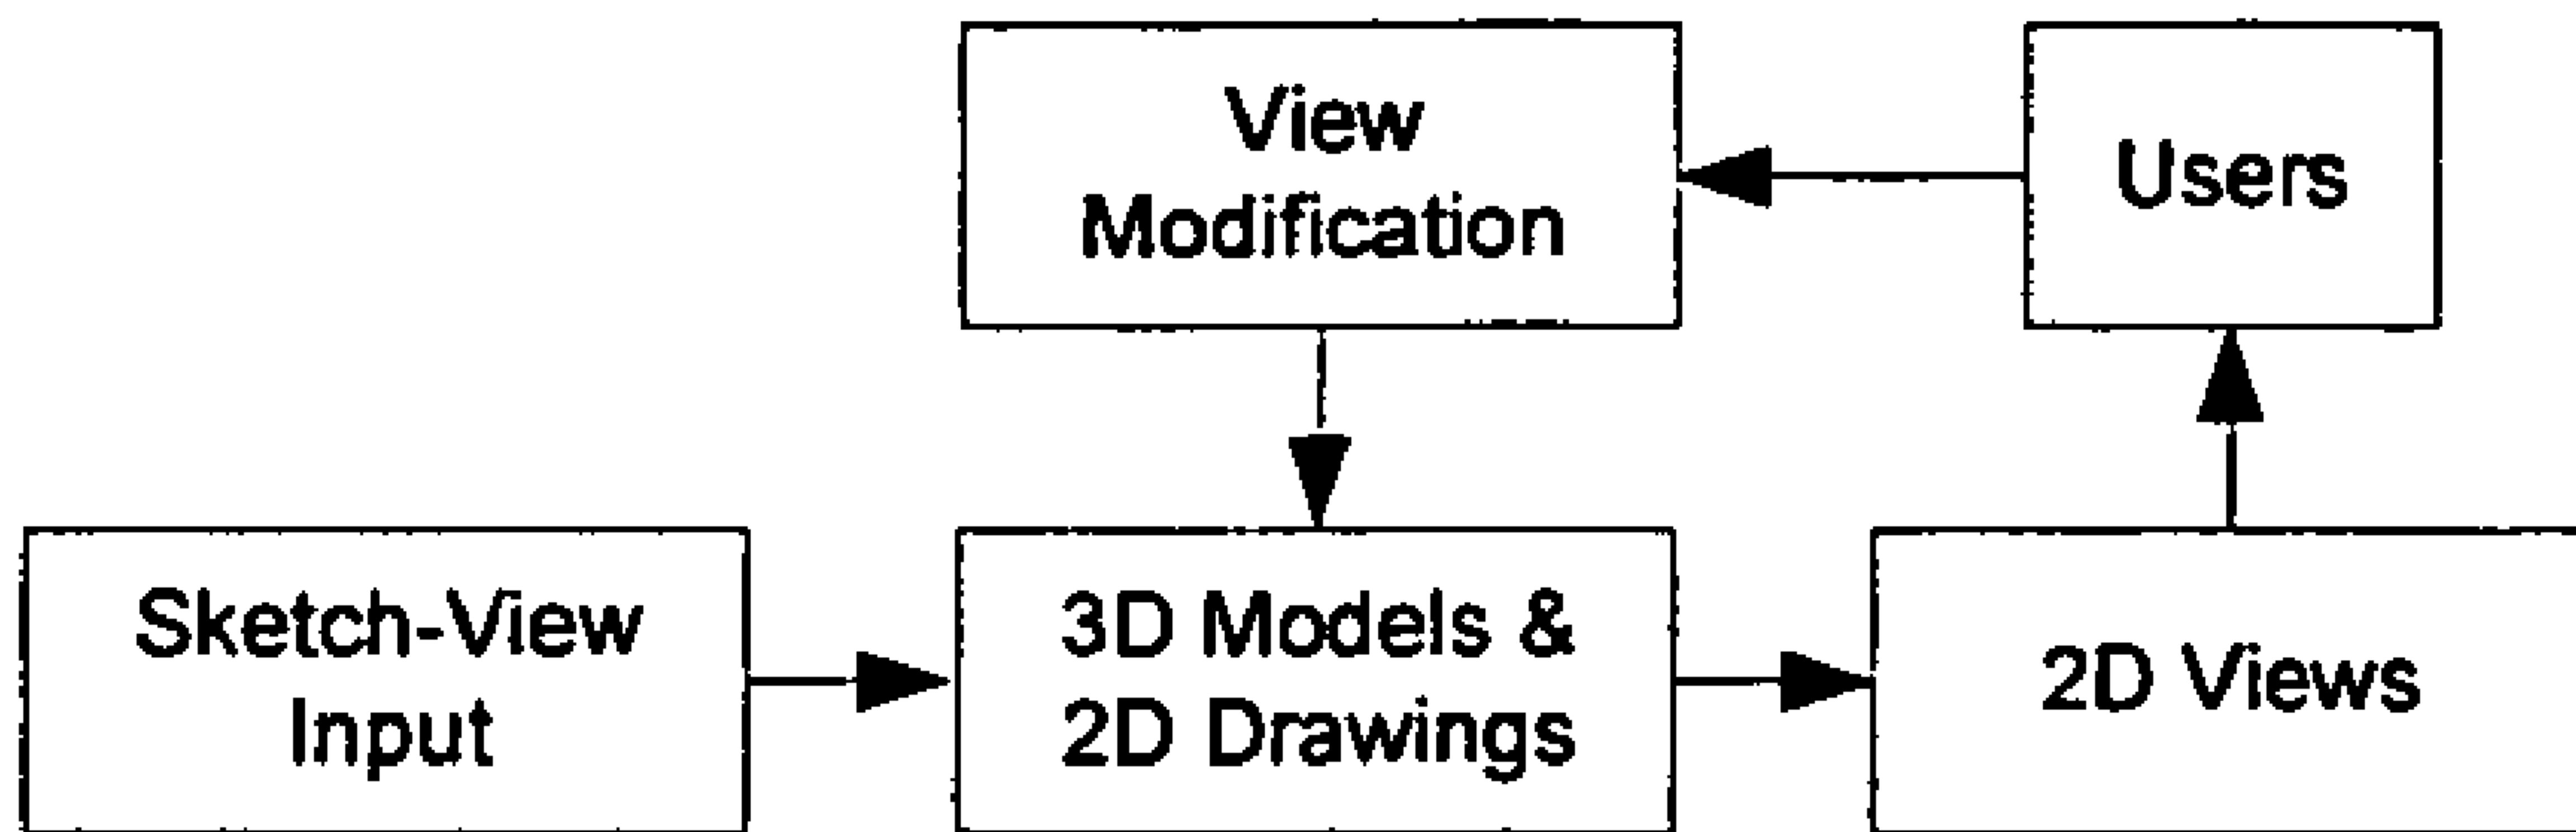 View
Modification
Users
Sketch-View
Input
3D Models &
2D Drawings
2D Views